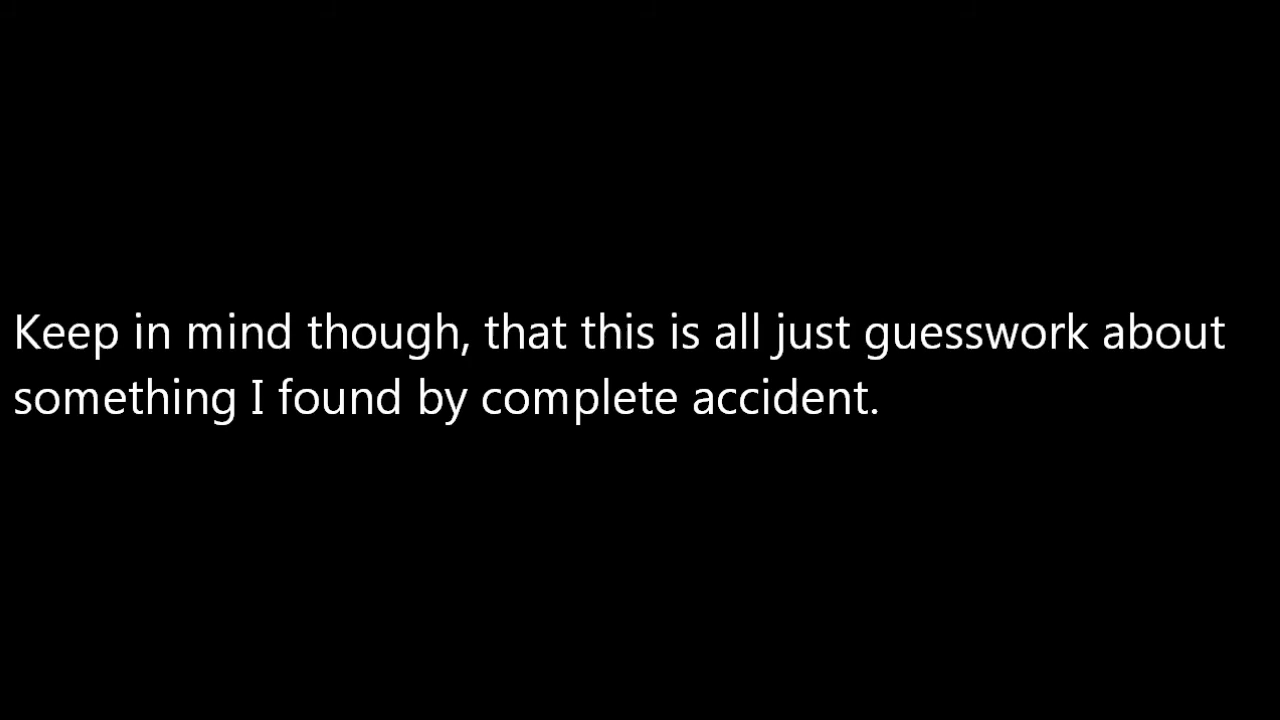 Keep in mind though, that this is all just guesswork about
something I found by complete accident.